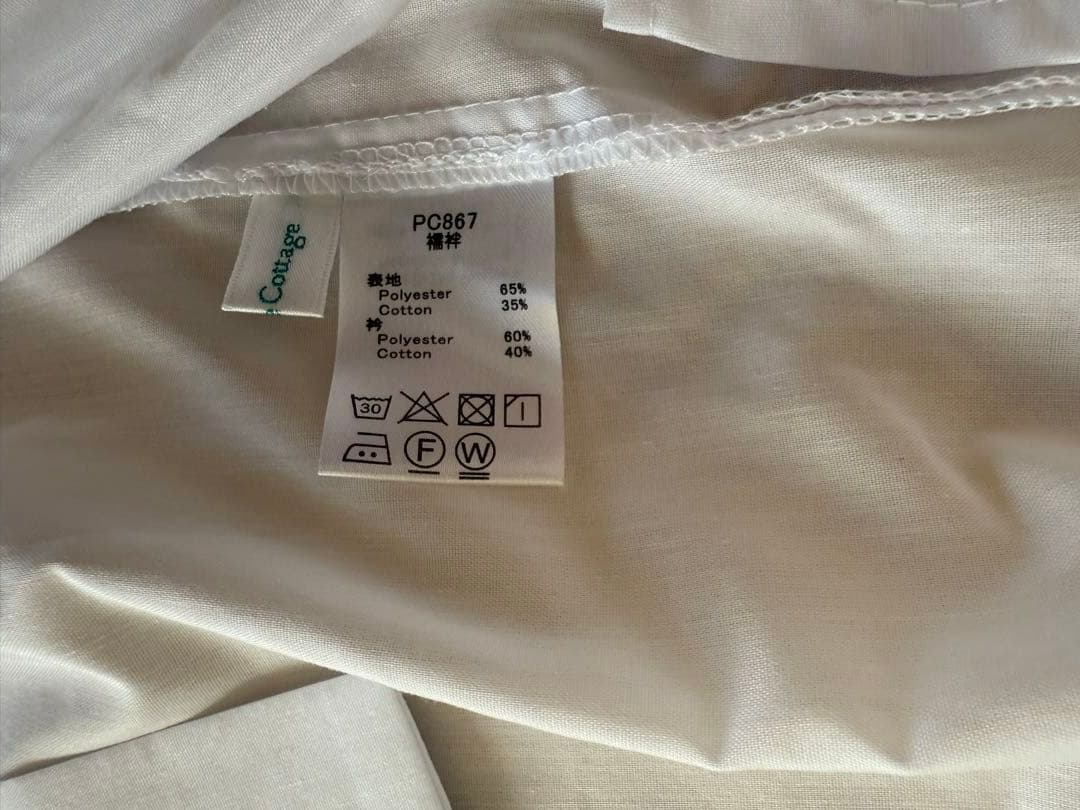 Cottage
PC867
襦袢
表地
Polyester 65%
Cotton 35%
衿
Polyester 60%
Cotton 40%
30
F
W